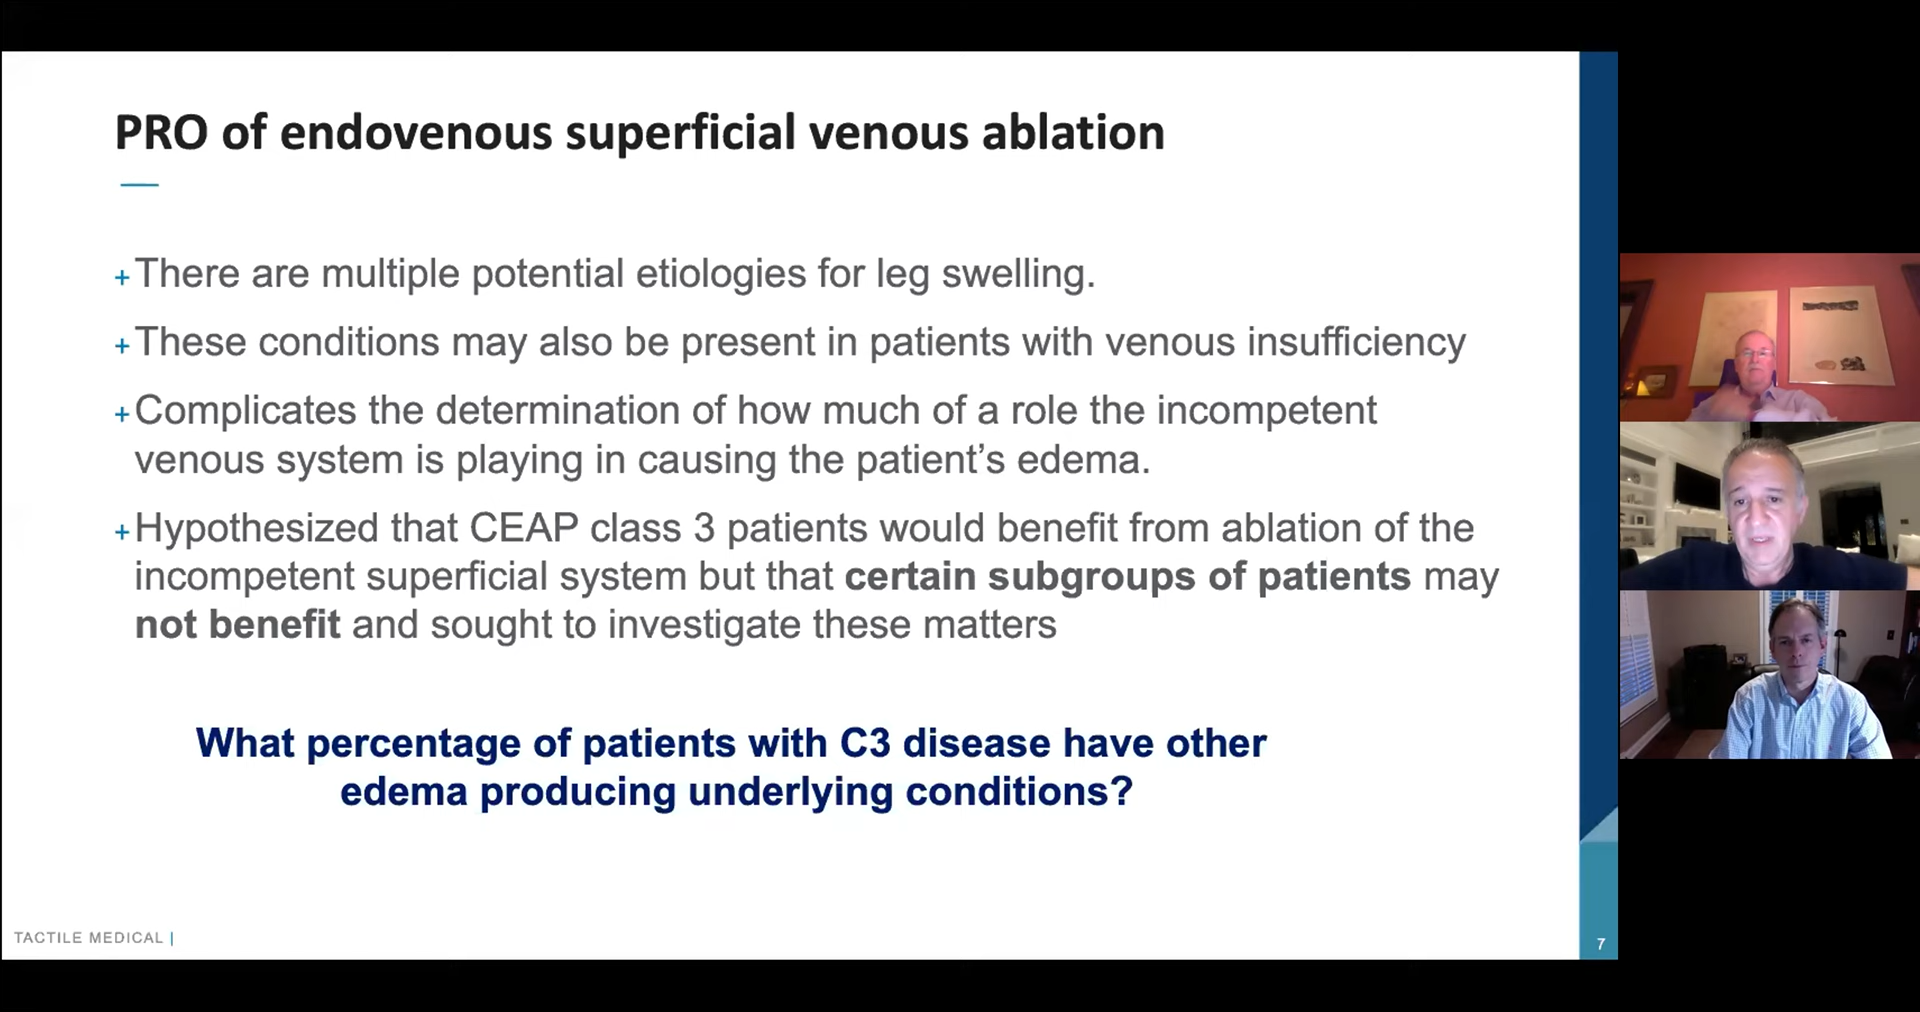 PRO of endovenous superficial venous ablation
+There are multiple potential etiologies for leg swelling.
+These conditions may also be present in patients with venous insufficiency
+Complicates the determination of how much of a role the incompetent
venous system is playing in causing the patient’s edema.
+Hypothesized that CEAP class 3 patients would benefit from ablation of the
incompetent superficial system but that certain subgroups of patients may
not benefit and sought to investigate these matters
What percentage of patients with C3 disease have other
edema producing underlying conditions?
TACTILE MEDICAL |
7